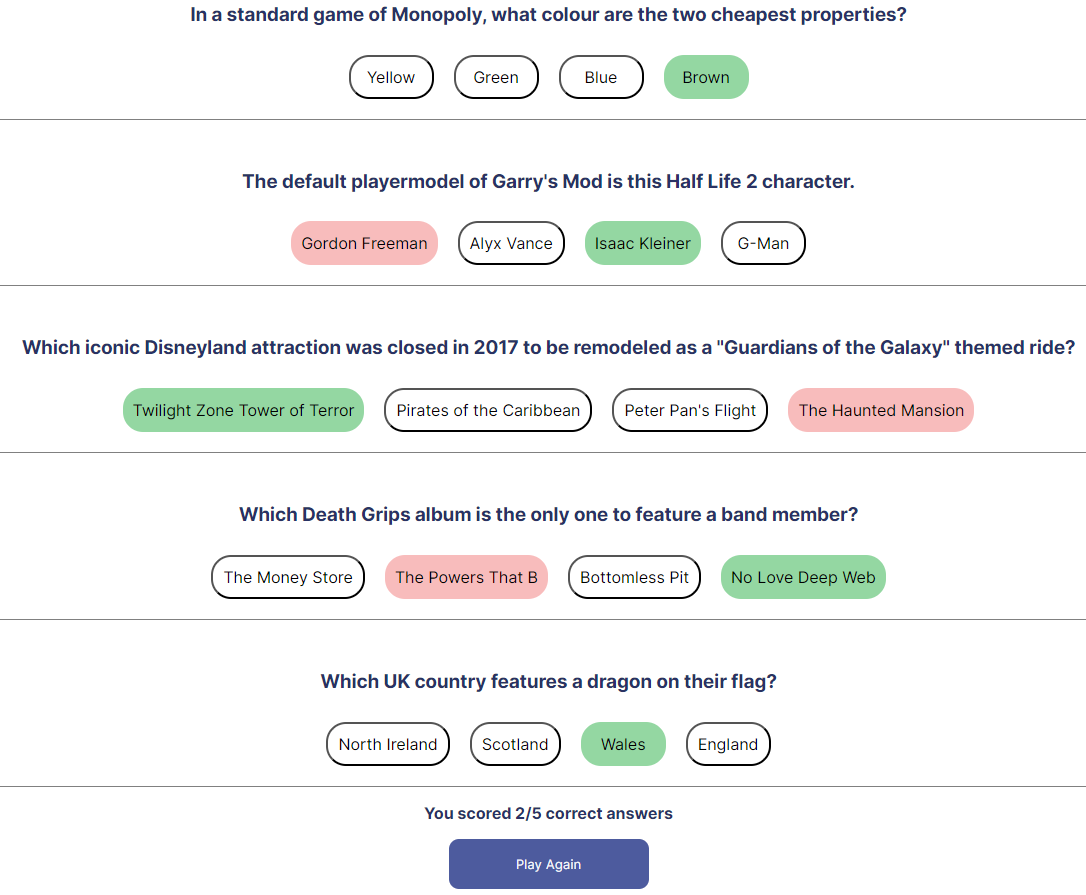 In a standard game of Monopoly, what colour are the two cheapest properties?
Yellow Green Blue Brown
The default playermodel of Garry's Mod is this Half Life 2 character.
Gordon Freeman Alyx Vance Isaac Kleiner G-Man
Which iconic Disneyland attraction was closed in 2017 to be remodeled as a "Guardians of the Galaxy" themed ride?
Twilight Zone Tower of Terror Pirates of the Caribbean Peter Pan's Flight The Haunted Mansion
Which Death Grips album is the only one to feature a band member?
The Money Store The Powers That B Bottomless Pit No Love Deep Web
Which UK country features a dragon on their flag?
North Ireland Scotland Wales England
You scored 2/5 correct answers
Play Again